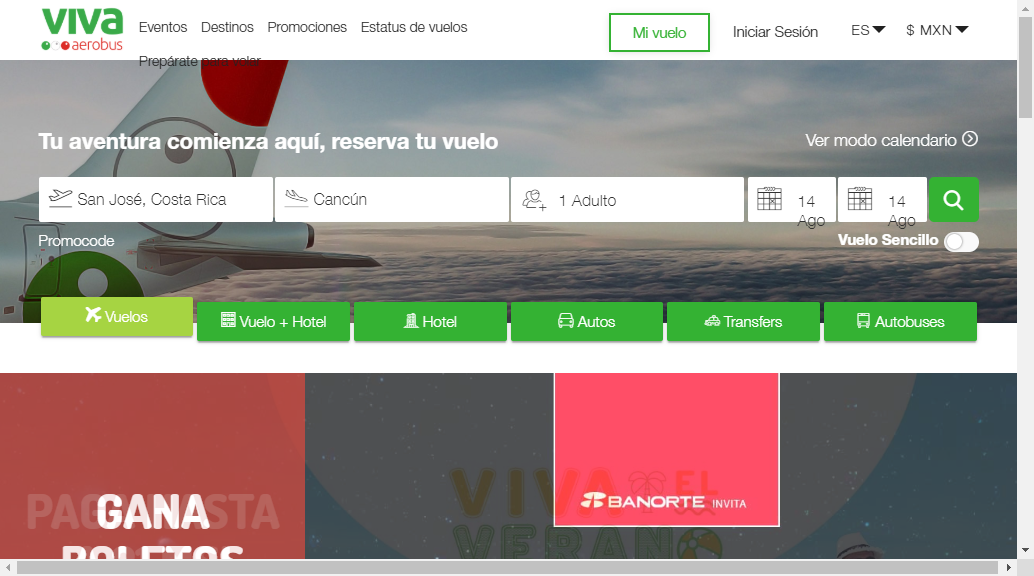 viva
aerobus
Eventos Destinos Promociones Estatus de vuelos
Prepárate para volar
Mi vuelo
Iniciar Sesión
ES
$ MXN
Tu aventura comienza aquí, reserva tu vuelo
Ver modo calendario
San José, Costa Rica
Cancún
1 Adulto
14
Ago
14
Ago
Promocode
Vuelo Sencillo
Vuelos
Vuelo + Hotel
Hotel
Autos
Transfers
Autobuses
GANA
BOLETOS
VIVA EL
VERANO
BANORTE INVITA